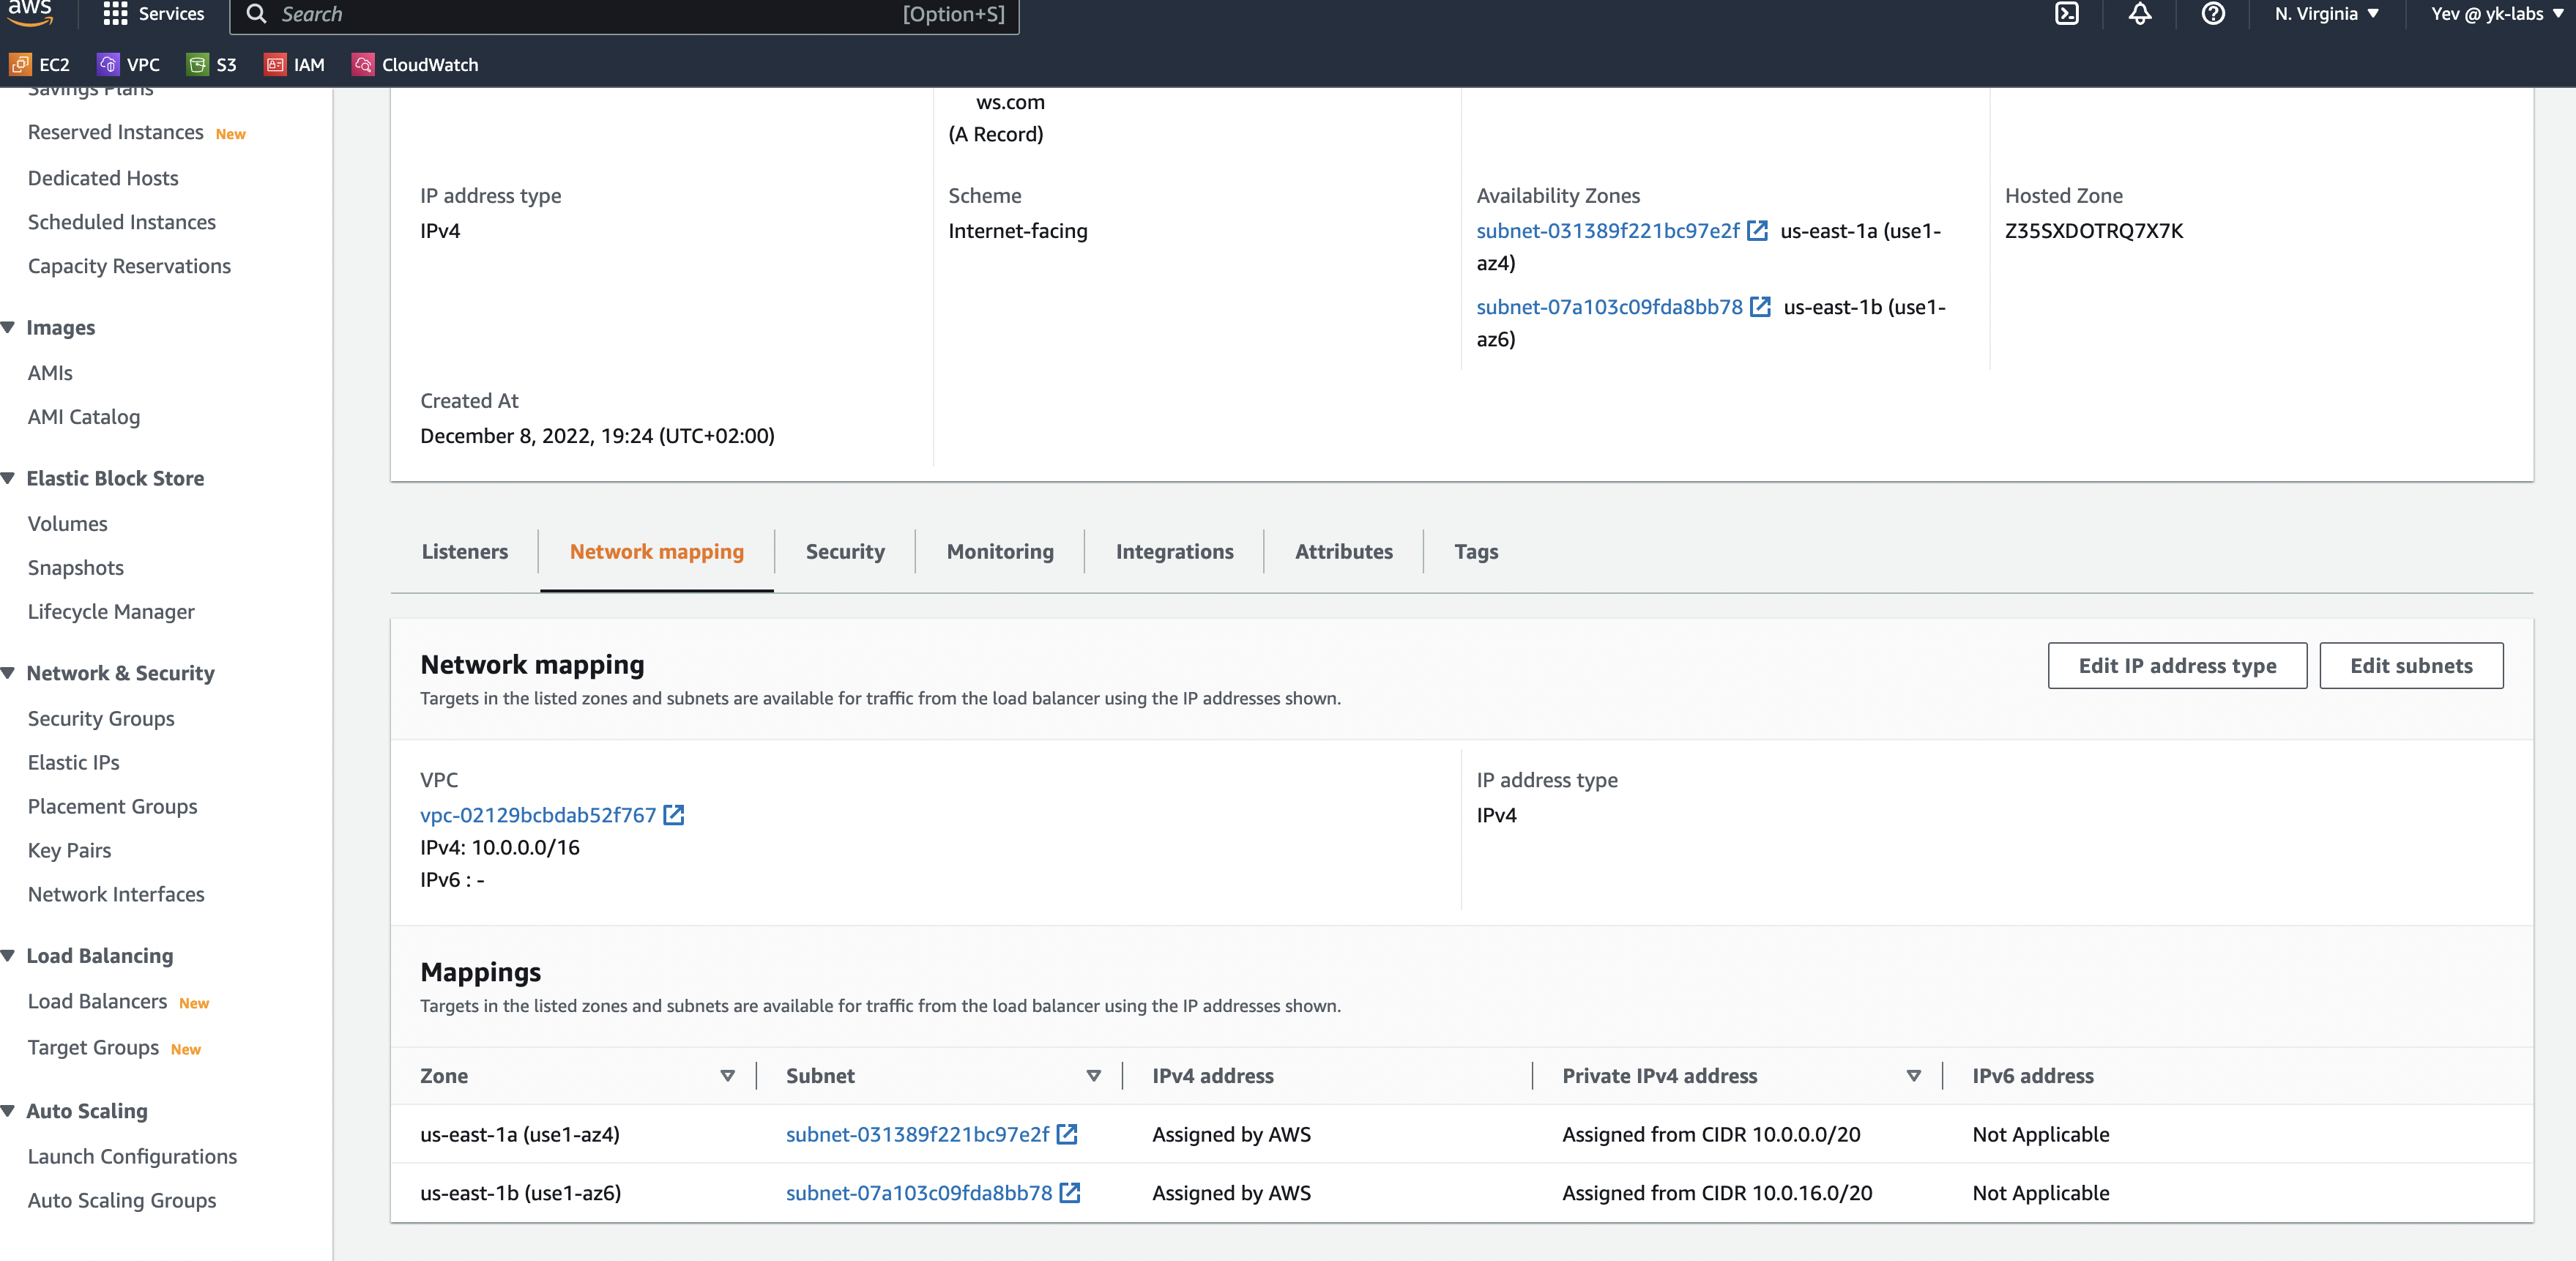 aws
Services
Search
[Option+S]
N. Virginia
Yev @ yk-labs
EC2
VPC
S3
IAM
CloudWatch
Savings Plans
Reserved Instances New
Dedicated Hosts
Scheduled Instances
Capacity Reservations
Images
AMIs
AMI Catalog
Elastic Block Store
Volumes
Snapshots
Lifecycle Manager
Network & Security
Security Groups
Elastic IPs
Placement Groups
Key Pairs
Network Interfaces
Load Balancing
Load Balancers New
Target Groups New
Auto Scaling
Launch Configurations
Auto Scaling Groups
ws.com
(A Record)
IP address type
IPv4
Scheme
Internet-facing
Availability Zones
subnet-031389f221bc97e2f us-east-1a (use1-
az4)
subnet-07a103c09fda8bb78 us-east-1b (use1-
az6)
Hosted Zone
Z35SXDOTRQ7X7K
Created At
December 8, 2022, 19:24 (UTC+02:00)
Listeners
Network mapping
Security
Monitoring
Integrations
Attributes
Tags
Network mapping
Targets in the listed zones and subnets are available for traffic from the load balancer using the IP addresses shown.
Edit IP address type
Edit subnets
VPC
vpc-02129bcbdab52f767
IPv4: 10.0.0.0/16
IPv6 : -
IP address type
IPv4
Mappings
Targets in the listed zones and subnets are available for traffic from the load balancer using the IP addresses shown.
Zone Subnet IPv4 address Private IPv4 address IPv6 address
us-east-1a (use1-az4) subnet-031389f221bc97e2f Assigned by AWS Assigned from CIDR 10.0.0.0/20 Not Applicable
us-east-1b (use1-az6) subnet-07a103c09fda8bb78 Assigned by AWS Assigned from CIDR 10.0.16.0/20 Not Applicable